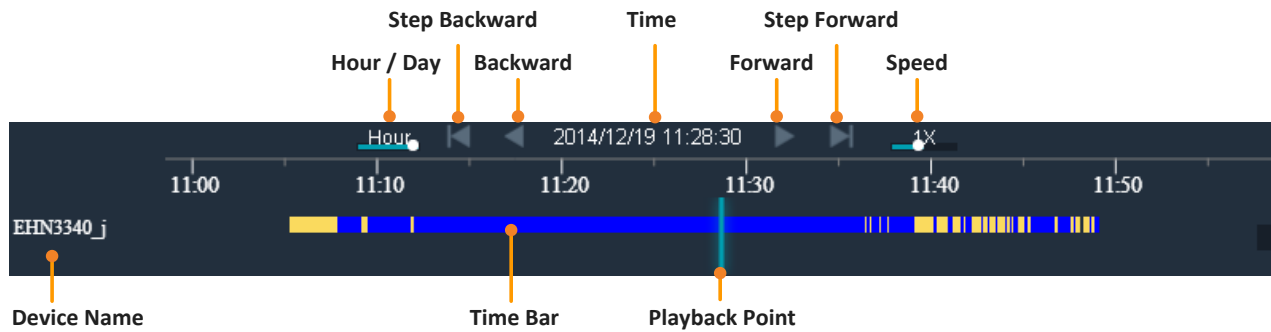 Step Backward Time Step Forward
Hour / Day Backward Forward Speed
Hour 2014/12/19 11:28:30 1X
11:00 11:10 11:20 11:30 11:40 11:50
EHN3340_j
Device Name Time Bar Playback Point